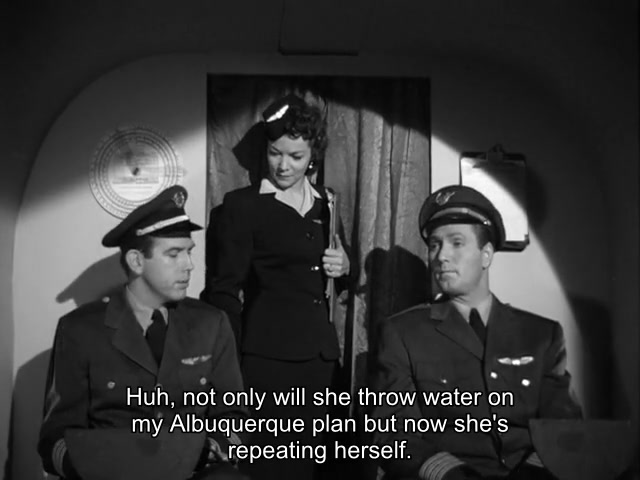 Huh, not only will she throw water on
my Albuquerque plan but now she's
repeating herself.